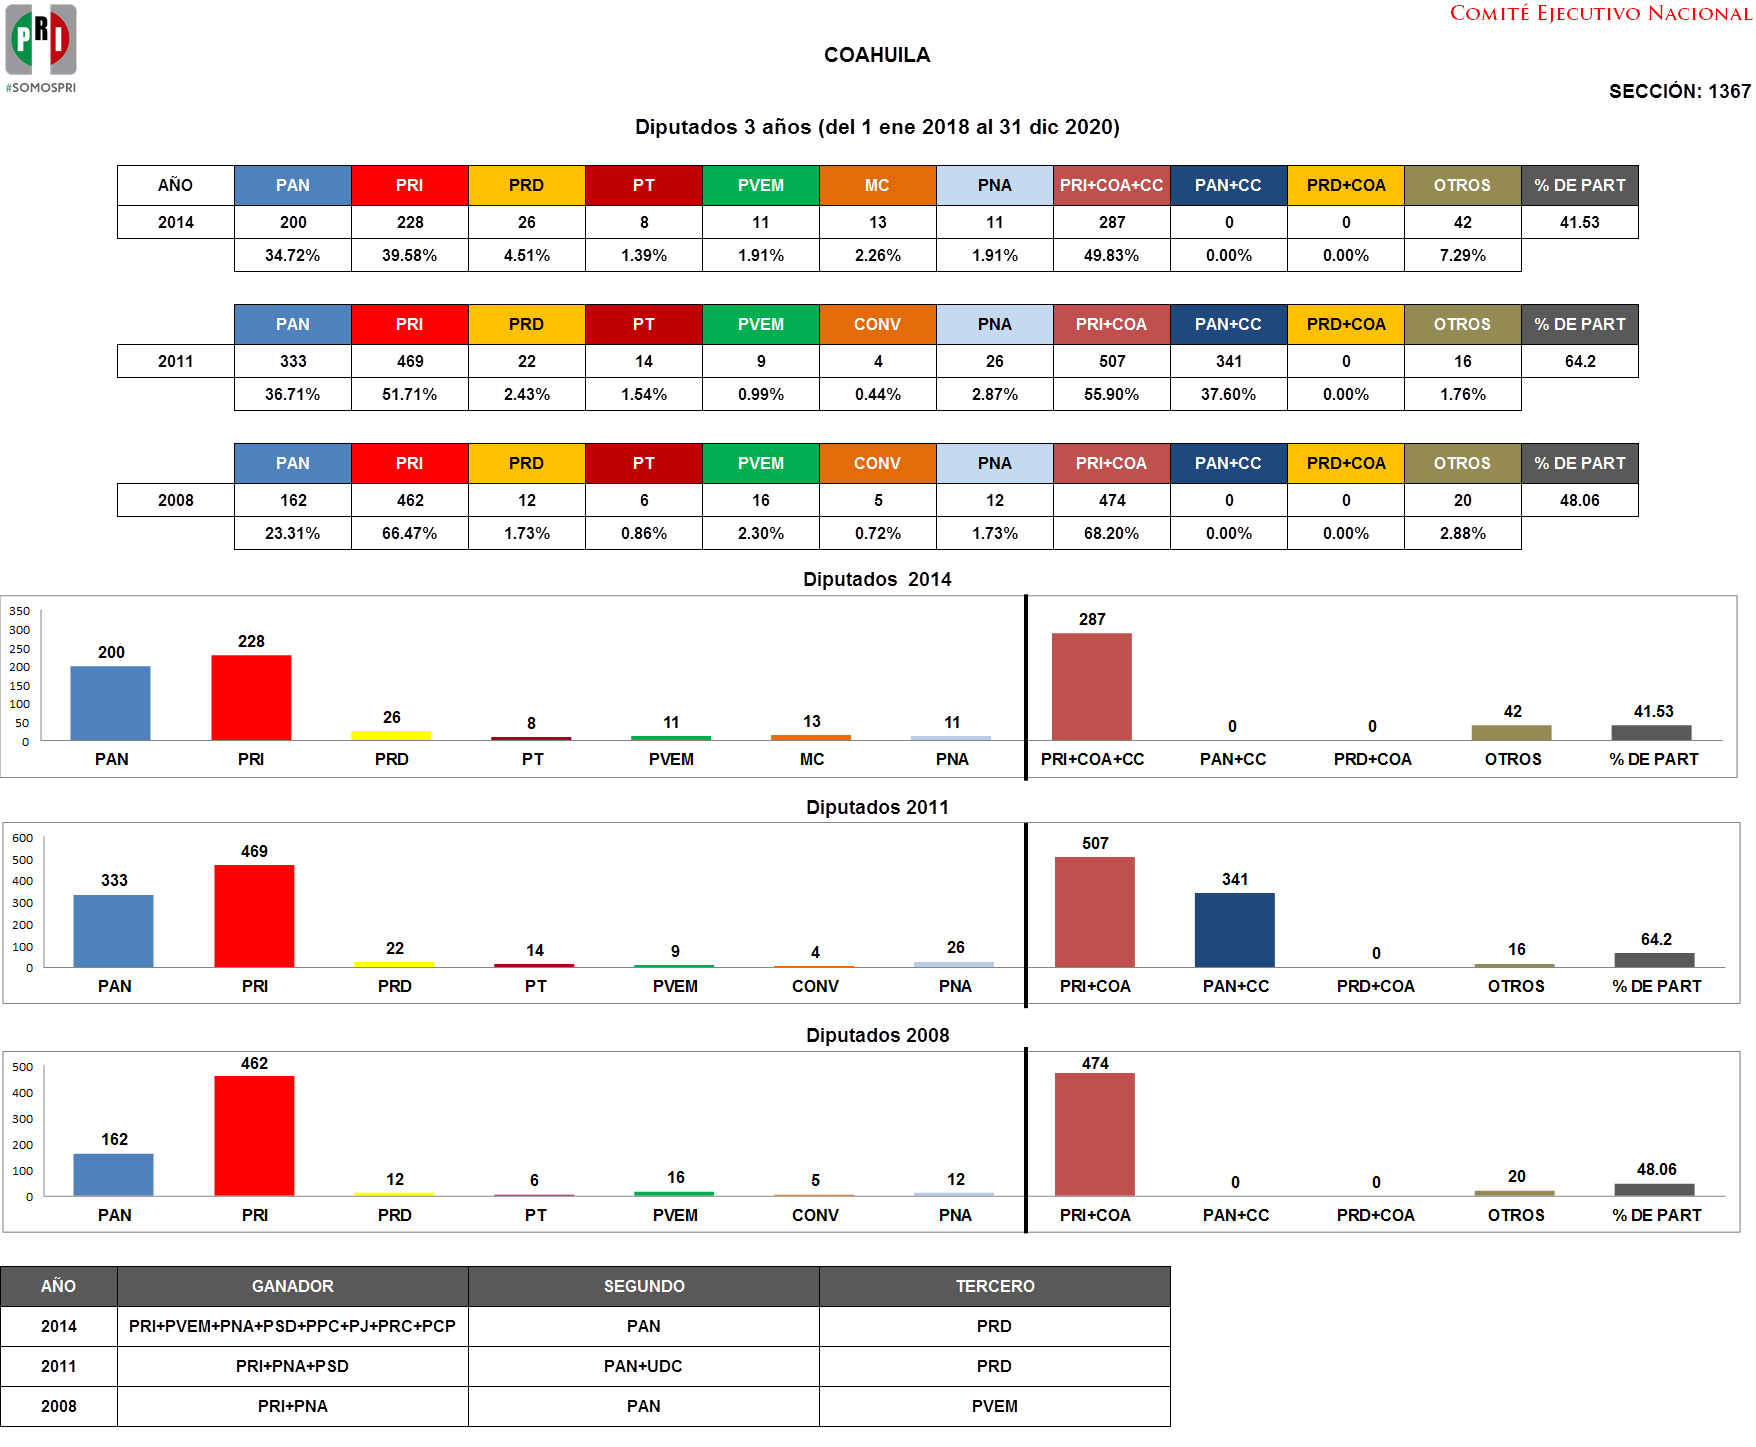 PRI
#SOMOSPRI
COMITÉ EJECUTIVO NACIONAL
COAHUILA
SECCIÓN: 1367
Diputados 3 años (del 1 ene 2018 al 31 dic 2020)
AÑO PAN PRI PRD PT PVEM MC PNA PRI+COA+CC PAN+CC PRD+COA OTROS % DE PART
2014 200 228 26 8 11 13 11 287 0 0 42 41.53
34.72% 39.58% 4.51% 1.39% 1.91% 2.26% 1.91% 49.83% 0.00% 0.00% 7.29%
PAN PRI PRD PT PVEM CONV PNA PRI+COA PAN+CC PRD+COA OTROS % DE PART
2011 333 469 22 14 9 4 26 507 341 0 16 64.2
36.71% 51.71% 2.43% 1.54% 0.99% 0.44% 2.87% 55.90% 37.60% 0.00% 1.76%
PAN PRI PRD PT PVEM CONV PNA PRI+COA PAN+CC PRD+COA OTROS % DE PART
2008 162 462 12 6 16 5 12 474 0 0 20 48.06
23.31% 66.47% 1.73% 0.86% 2.30% 0.72% 1.73% 68.20% 0.00% 0.00% 2.88%
Diputados 2014
350
300
250
200
150
100
50
0
200 228 26 8 11 13 11 287 0 0 42 41.53
PAN PRI PRD PT PVEM MC PNA PRI+COA+CC PAN+CC PRD+COA OTROS % DE PART
Diputados 2011
600
500
400
300
200
100
0
333 469 22 14 9 4 26 507 341 0 16 64.2
PAN PRI PRD PT PVEM CONV PNA PRI+COA PAN+CC PRD+COA OTROS % DE PART
Diputados 2008
500
400
300
200
100
0
162 462 12 6 16 5 12 474 0 0 20 48.06
PAN PRI PRD PT PVEM CONV PNA PRI+COA PAN+CC PRD+COA OTROS % DE PART
AÑO GANADOR SEGUNDO TERCERO
2014 PRI+PVEM+PNA+PSD+PPC+PJ+PRC+PCP PAN PRD
2011 PRI+PNA+PSD PAN+UDC PRD
2008 PRI+PNA PAN PVEM